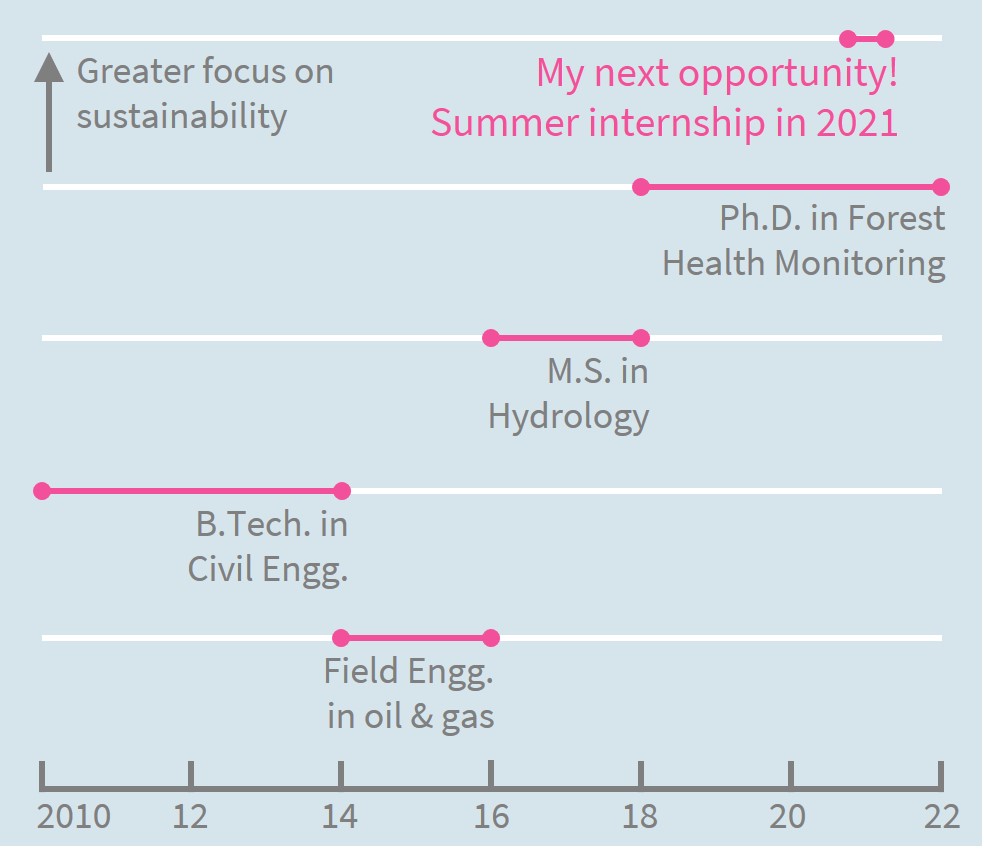 Greater focus on
sustainability
My next opportunity!
Summer internship in 2021
Ph.D. in Forest
Health Monitoring
M.S. in
Hydrology
B.Tech. in
Civil Engg.
Field Engg.
in oil & gas
2010 12 14 16 18 20 22